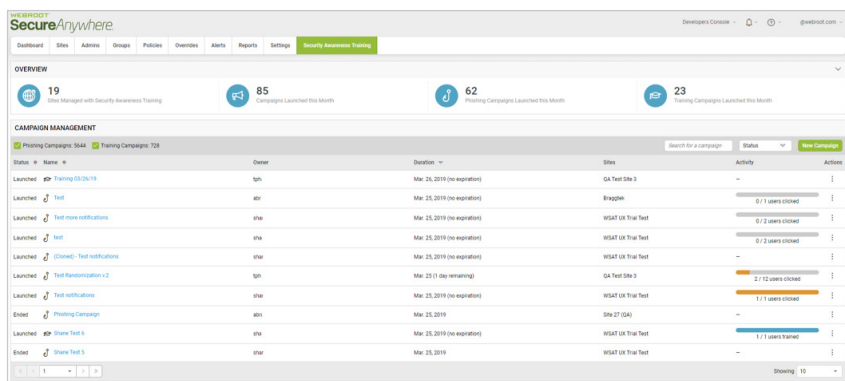 WEBROOT
SecureAnywhere.
Developers Console
@webroot.com
Dashboard Sites Admins Groups Policies Overrides Alerts Reports Settings Security Awareness Training
OVERVIEW
19 85 62 23
Sites Managed with Security Awareness Training Campaigns Launched this Month Phishing Campaigns Launched this Month Training Campaigns Launched this Month
CAMPAIGN MANAGEMENT
Phishing Campaigns: 5644 Training Campaigns: 728 Search for a campaign Status New Campaign
Status Name Owner Duration Sites Activity Actions
Launched Training 03/26/19 tph Mar. 26, 2019 (no expiration) QA Test Site 3 –
Launched Test abr Mar. 25, 2019 (no expiration) Braggtek 0 / 1 users clicked
Launched Test more notifications sha Mar. 25, 2019 (no expiration) WSAT UX Trial Test 0 / 2 users clicked
Launched test sha Mar. 25, 2019 (no expiration) WSAT UX Trial Test 0 / 2 users clicked
Launched (Cloned) - Test notifications sha Mar. 25, 2019 (no expiration) WSAT UX Trial Test –
Launched Test Randomization v.2 tph Mar. 25 (1 day remaining) QA Test Site 3 2 / 12 users clicked
Launched Test notifications shar Mar. 25, 2019 (no expiration) WSAT UX Trial Test 1 / 1 users clicked
Ended Phishing Campaign Mar. 25, 2019 Site 27 (QA) –
Launched Shane Test 6 sha Mar. 25, 2019 (no expiration) WSAT UX Trial Test 1 / 1 users trained
Ended Shane Test 5 shar Mar. 25, 2019 WSAT UX Trial Test –
1 Showing 10